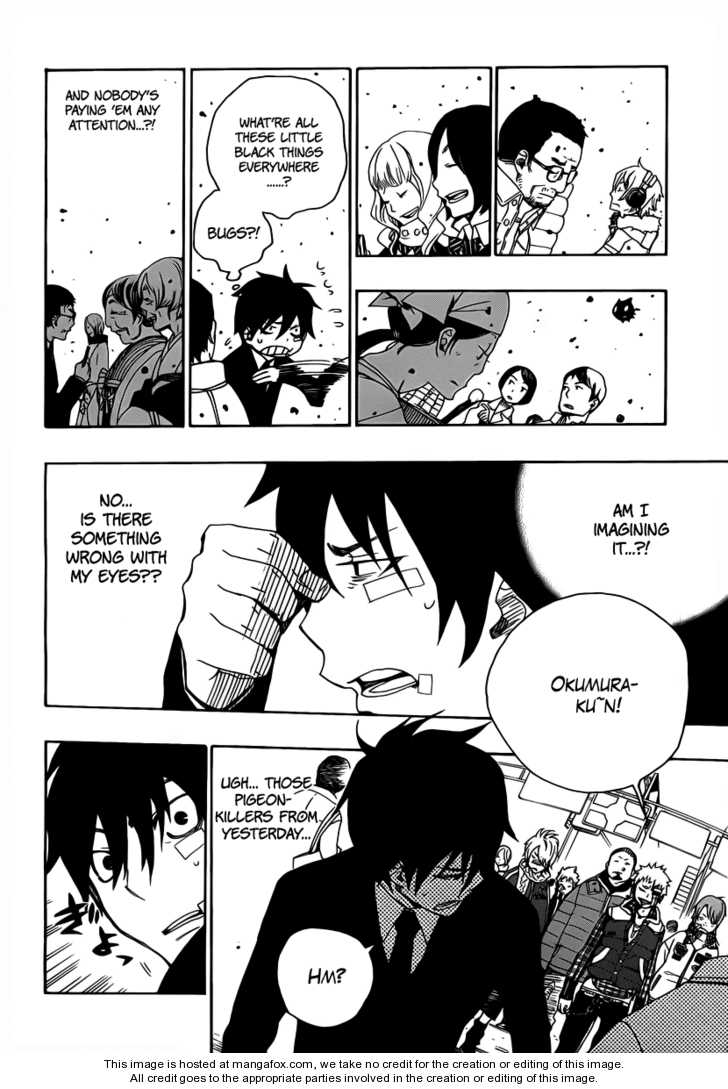 WHAT'RE ALL
THESE LITTLE
BLACK THINGS
EVERYWHERE
......?
BUGS?!
AND NOBODY'S
PAYING 'EM ANY
ATTENTION...?!
AM I
IMAGINING
IT...?!
NO...
IS THERE
SOMETHING
WRONG WITH
MY EYES??
OKUMURA-
KU~N!
HM?
UGH... THOSE
PIGEON-
KILLERS FROM
YESTERDAY...
This image is hosted at mangafox.com, we take no credit for the creation or editing of this image.
All credit goes to the appropriate parties involved in the creation or editing of this image.